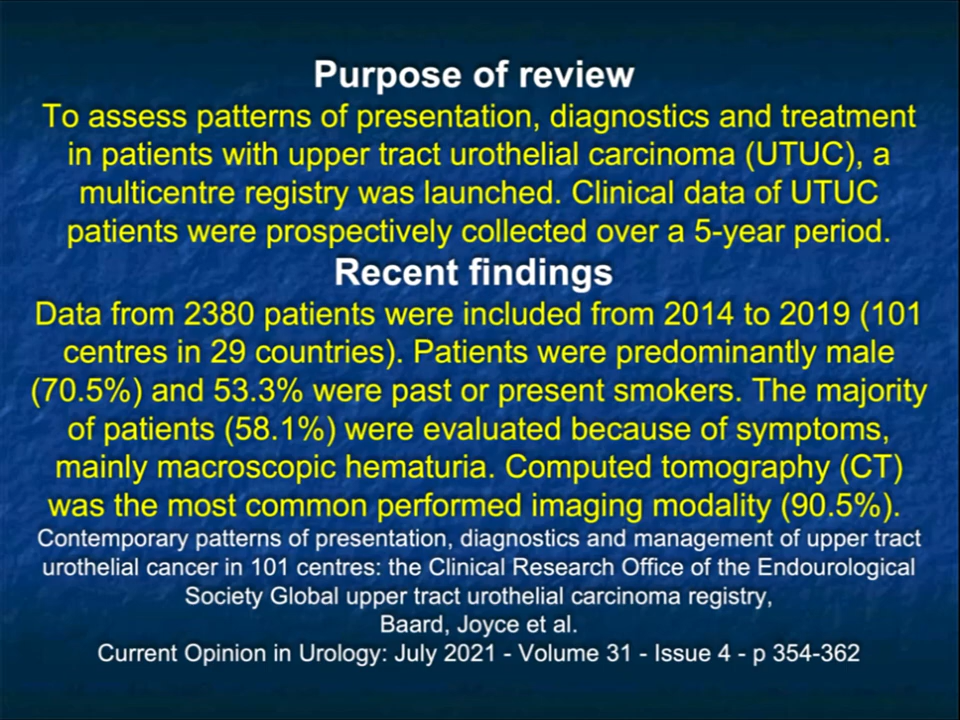 Purpose of review
To assess patterns of presentation, diagnostics and treatment
in patients with upper tract urothelial carcinoma (UTUC), a
multicentre registry was launched. Clinical data of UTUC
patients were prospectively collected over a 5-year period.
Recent findings
Data from 2380 patients were included from 2014 to 2019 (101
centres in 29 countries). Patients were predominantly male
(70.5%) and 53.3% were past or present smokers. The majority
of patients (58.1%) were evaluated because of symptoms,
mainly macroscopic hematuria. Computed tomography (CT)
was the most common performed imaging modality (90.5%).
Contemporary patterns of presentation, diagnostics and management of upper tract
urothelial cancer in 101 centres: the Clinical Research Office of the Endourological
Society Global upper tract urothelial carcinoma registry,
Baard, Joyce et al.
Current Opinion in Urology: July 2021 - Volume 31 - Issue 4 - p 354-362